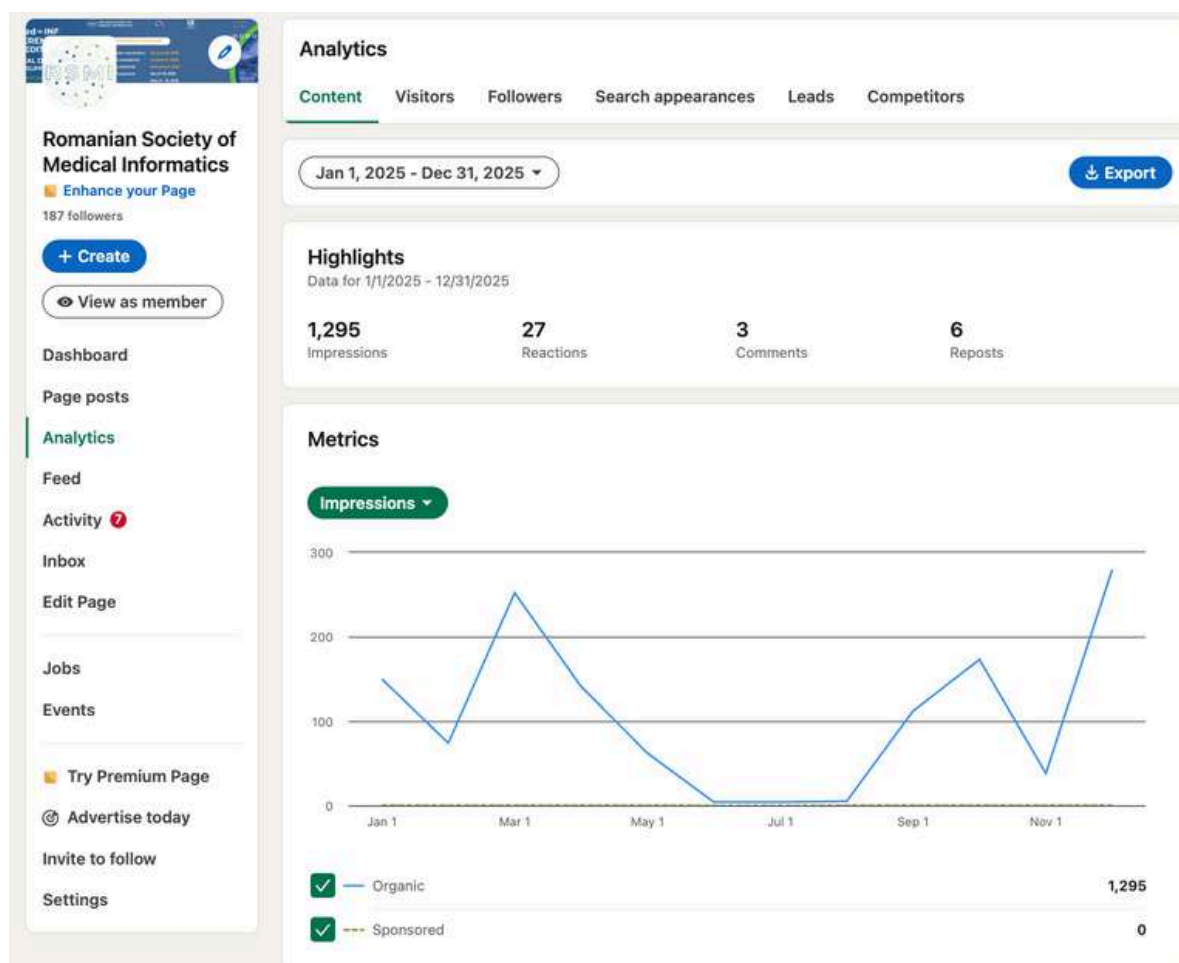 RSMI
Romanian Society of
Medical Informatics
Enhance your Page
187 followers
+ Create
View as member
Dashboard
Page posts
Analytics
Feed
Activity 7
Inbox
Edit Page
Jobs
Events
Try Premium Page
Advertise today
Invite to follow
Settings
Analytics
Content Visitors Followers Search appearances Leads Competitors
Jan 1, 2025 - Dec 31, 2025
Export
Highlights
Data for 1/1/2025 - 12/31/2025
1,295 27 3 6
Impressions Reactions Comments Reposts
Metrics
Impressions
300
200
100
0
Jan 1 Mar 1 May 1 Jul 1 Sep 1 Nov 1
Organic 1,295
Sponsored 0